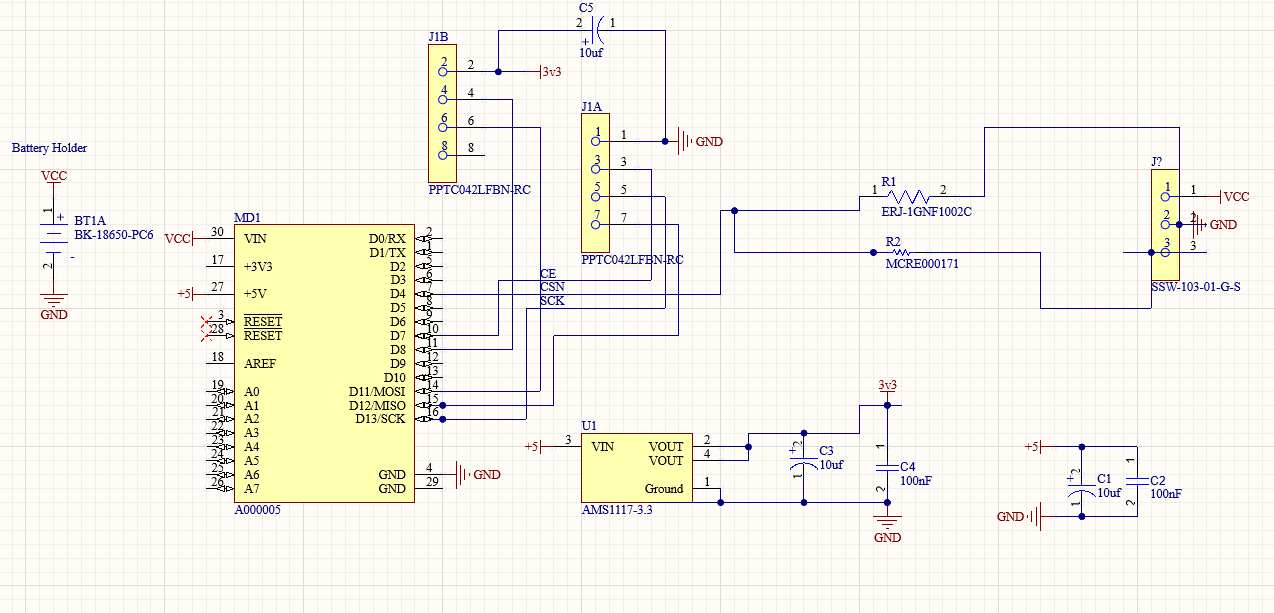 C5
2 1
+
10uf
J1B
2 2
3v3
4 4
6 6
8 8
PPTC042LFBN-RC
J1A
1 1
GND
3 3
5 5
7 7
PPTC042LFBN-RC
Battery Holder
VCC
1
+
BT1A
BK-18650-PC6
-
2
GND
MD1
VCC 30 VIN
17 +3V3
+5 27 +5V
3 RESET
28 RESET
18 AREF
19 A0
20 A1
21 A2
22 A3
23 A4
24 A5
25 A6
26 A7
D0/RX 2
D1/TX 1
D2 5
D3 6
D4 7
D5 8
D6 9
D7 10
D8 11
D9 12
D10 13
D11/MOSI 14
D12/MISO 15
D13/SCK 16
GND 4 GND
GND 29
A000005
CE
CSN
SCK
R1
1 2
ERJ-1GNF1002C
R2
MCRE000171
J?
1 1 VCC
2 2 GND
3 3
SSW-103-01-G-S
U1
+5 3 VIN
VOUT 2
VOUT 4
Ground 1
AMS1117-3.3
+ 2
C3
10uf
1
3v3
1
C4
100nF
2
GND
+5
+ 2
C1
10uf
1
1
C2
100nF
2
GND